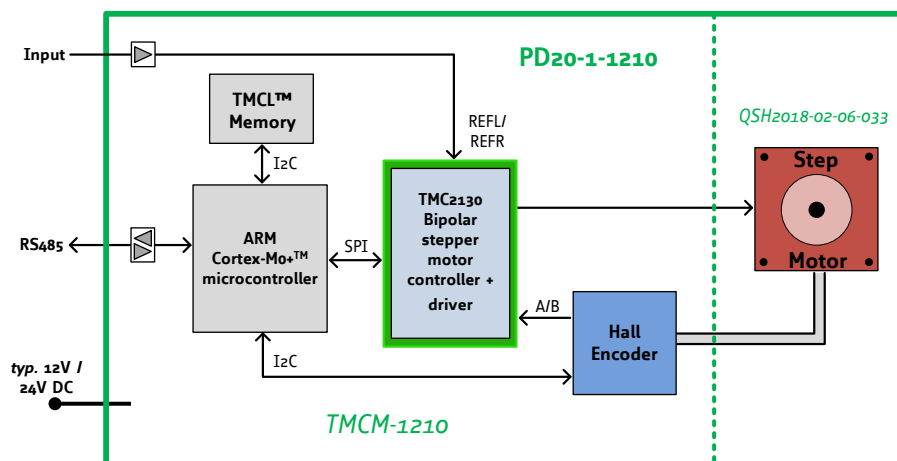 Input
PD20-1-1210
TMCL™
Memory
REFL/
REFR
QSH2018-02-06-033
I2C
Step
Motor
TMC2130
Bipolar
stepper
motor
controller +
driver
RS485
ARM
Cortex-M0+™
microcontroller
SPI
A/B
Hall
Encoder
I2C
typ. 12V /
24V DC
TMCM-1210